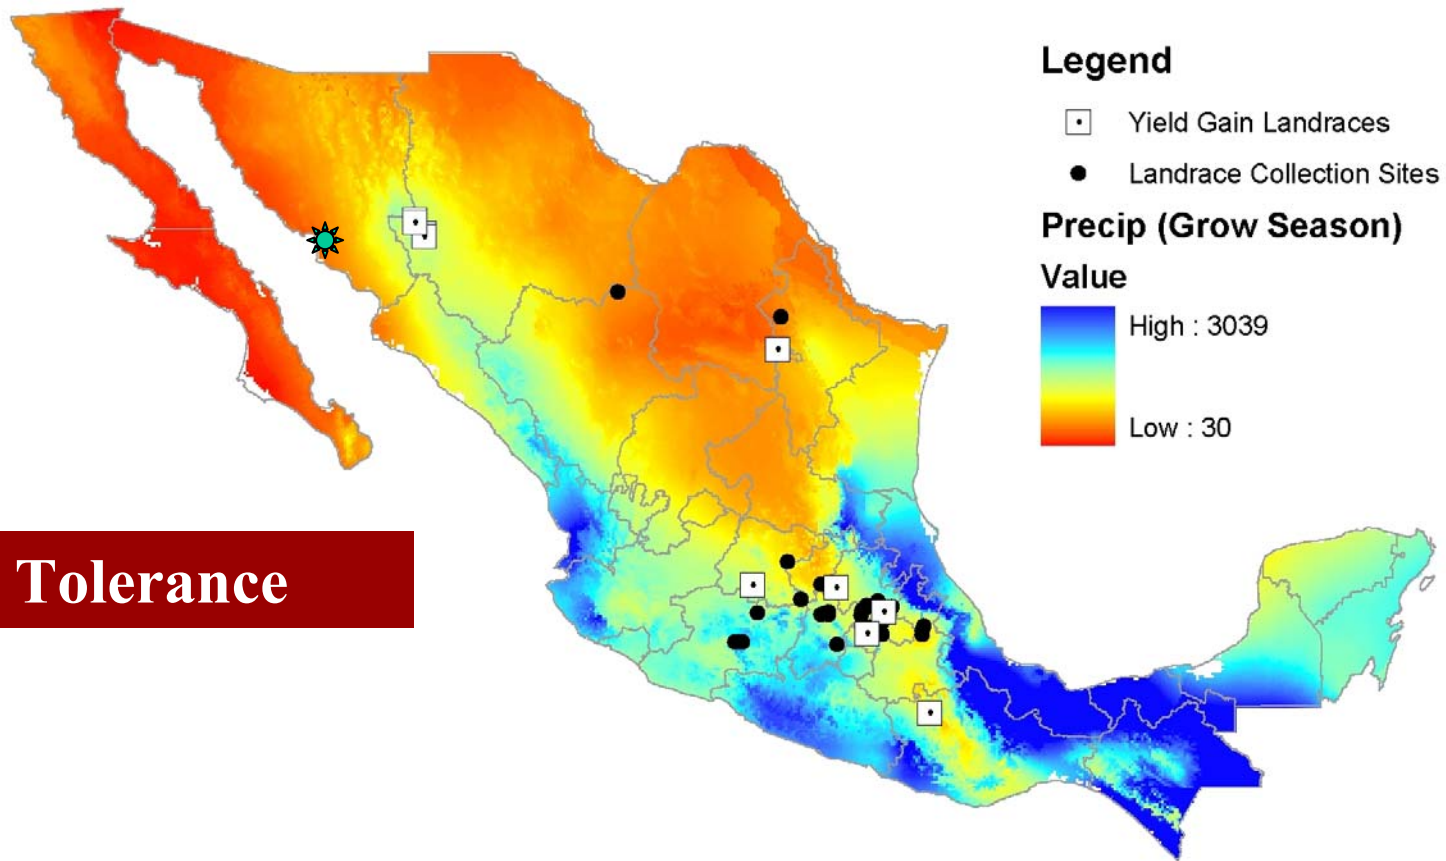 Legend
Yield Gain Landraces
Landrace Collection Sites
Precip (Grow Season)
Value
High : 3039
Low : 30
Tolerance